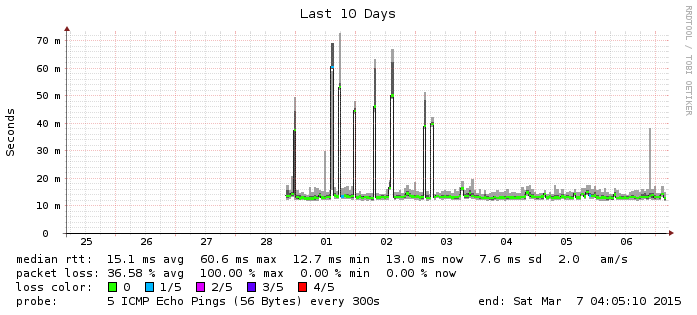 Last 10 Days
RRDTOOL / TOBI OETIKER
Seconds
70 m
60 m
50 m
40 m
30 m
20 m
10 m
0
25 26 27 28 01 02 03 04 05 06
median rtt: 15.1 ms avg 60.6 ms max 12.7 ms min 13.0 ms now 7.6 ms sd 2.0 am/s
packet loss: 36.58 % avg 100.00 % max 0.00 % min 0.00 % now
loss color: 0 1/5 2/5 3/5 4/5
probe: 5 ICMP Echo Pings (56 Bytes) every 300s end: Sat Mar 7 04:05:10 2015